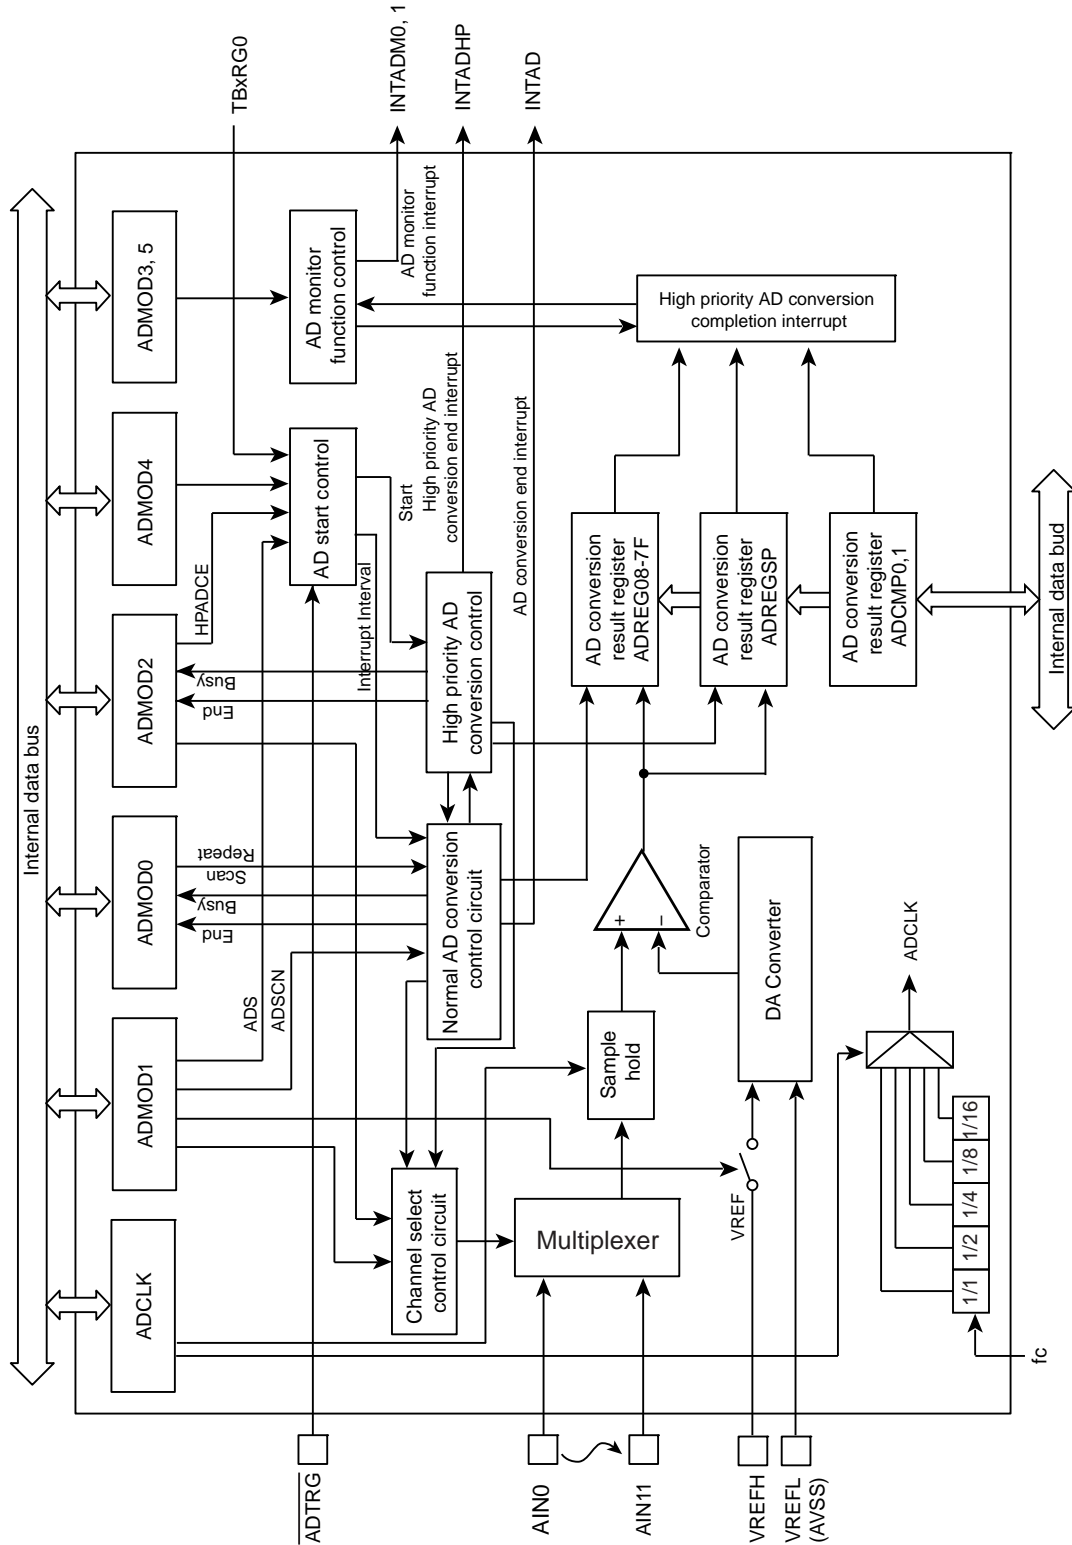 Internal data bus
ADCLK
ADMOD1
ADMOD0
ADMOD2
ADMOD4
ADMOD3, 5
TBxRG0
ADS
ADSCN
End
Busy
Scan
Repeat
End
Busy
HPADCE
ADTRG
AD start control
AD monitor
function control
INTADM0, 1
AD monitor
function interrupt
Interrupt Interval
Start
Channel select
control circuit
Normal AD conversion
control circuit
High priority AD
conversion control
High priority AD
conversion end interrupt
INTADHP
AD conversion end interrupt
INTAD
AIN0
AIN11
Multiplexer
Sample
hold
+
−
Comparator
AD conversion
result register
ADREG08-7F
AD conversion
result register
ADREGSP
AD conversion
result register
ADCMP0,1
High priority AD conversion
completion interrupt
VREFH
VREFL
(AVSS)
VREF
DA Converter
ADCLK
1/1
1/2
1/4
1/8
1/16
fc
Internal data bud